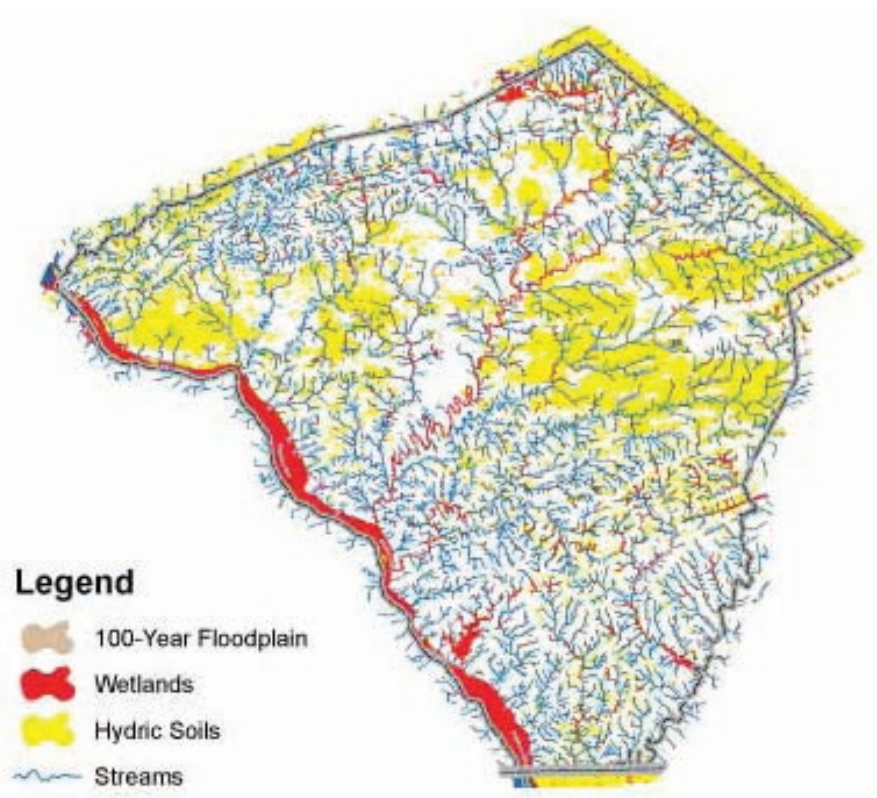 Legend
100-Year Floodplain
Wetlands
Hydric Soils
Streams